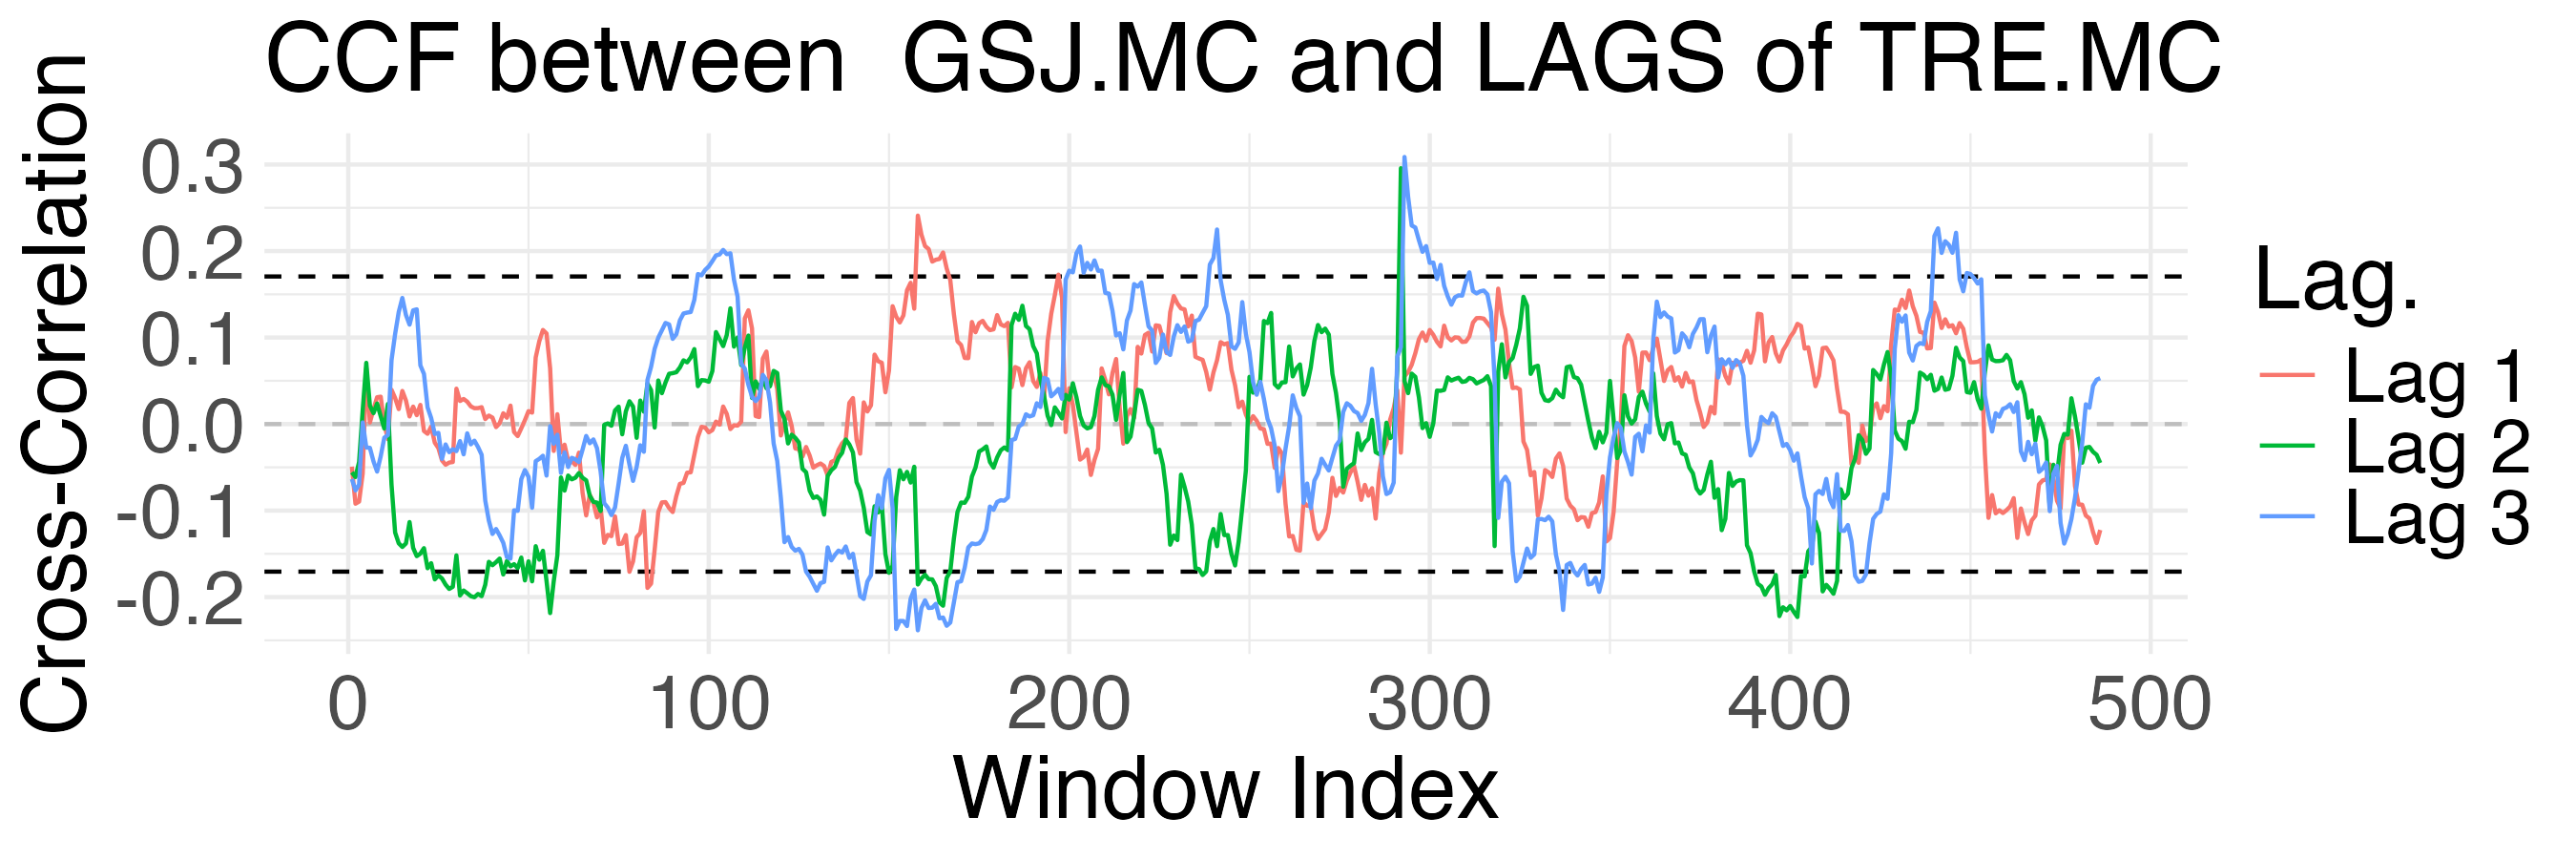 CCF between  GSJ.MC and LAGS of TRE.MC
Cross-Correlation
0.3
0.2
0.1
0.0
-0.1
-0.2
0 100 200 300 400 500
Window Index
Lag.
Lag 1
Lag 2
Lag 3